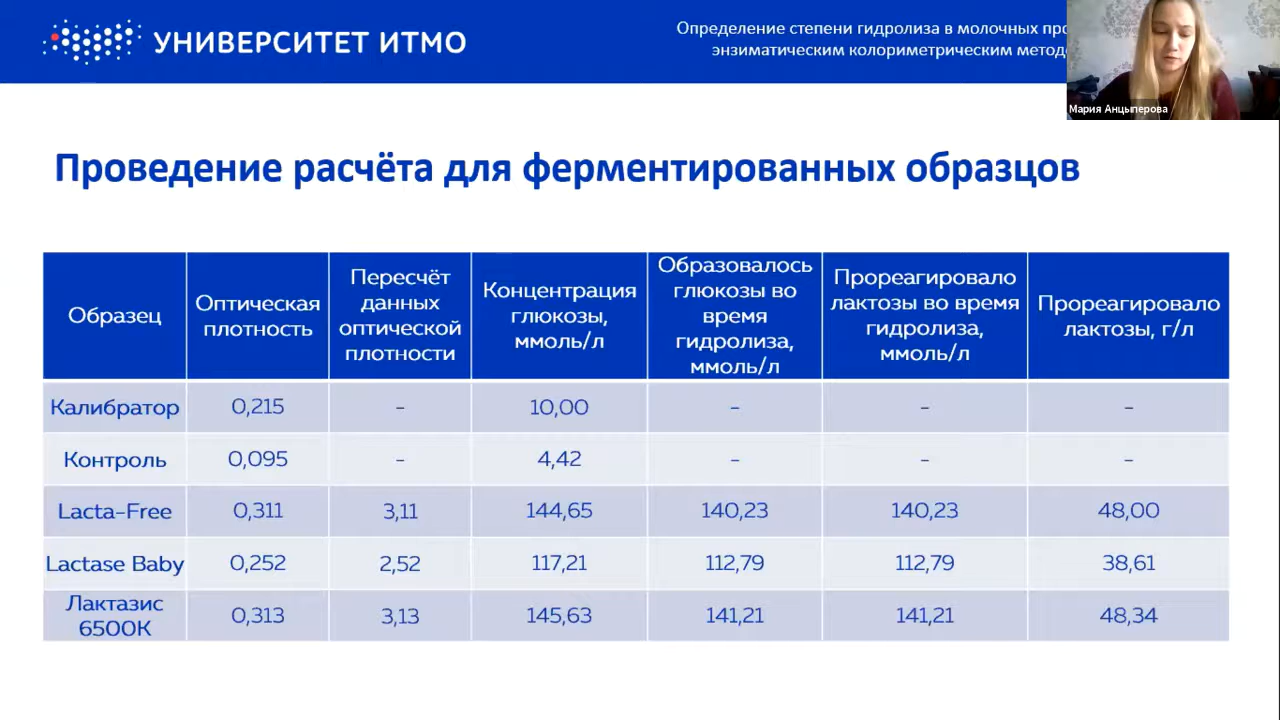 УНИВЕРСИТЕТ ИТМО
Определение степени гидролиза в молочных
энзиматическим колориметрическим
Мария Анцыперова
Проведение расчёта для ферментированных образцов
Образец
Оптическая
плотность
Пересчёт
данных
оптической
плотности
Концентрация
глюкозы,
ммоль/л
Образовалось
глюкозы во
время
гидролиза,
ммоль/л
Прореагировало
лактозы во время
гидролиза,
ммоль/л
Прореагировало
лактозы, г/л
Калибратор 0,215 - 10,00 - - -
Контроль 0,095 - 4,42 - - -
Lacta-Free 0,311 3,11 144,65 140,23 140,23 48,00
Lactase Baby 0,252 2,52 117,21 112,79 112,79 38,61
Лактазис
6500К
0,313 3,13 145,63 141,21 141,21 48,34